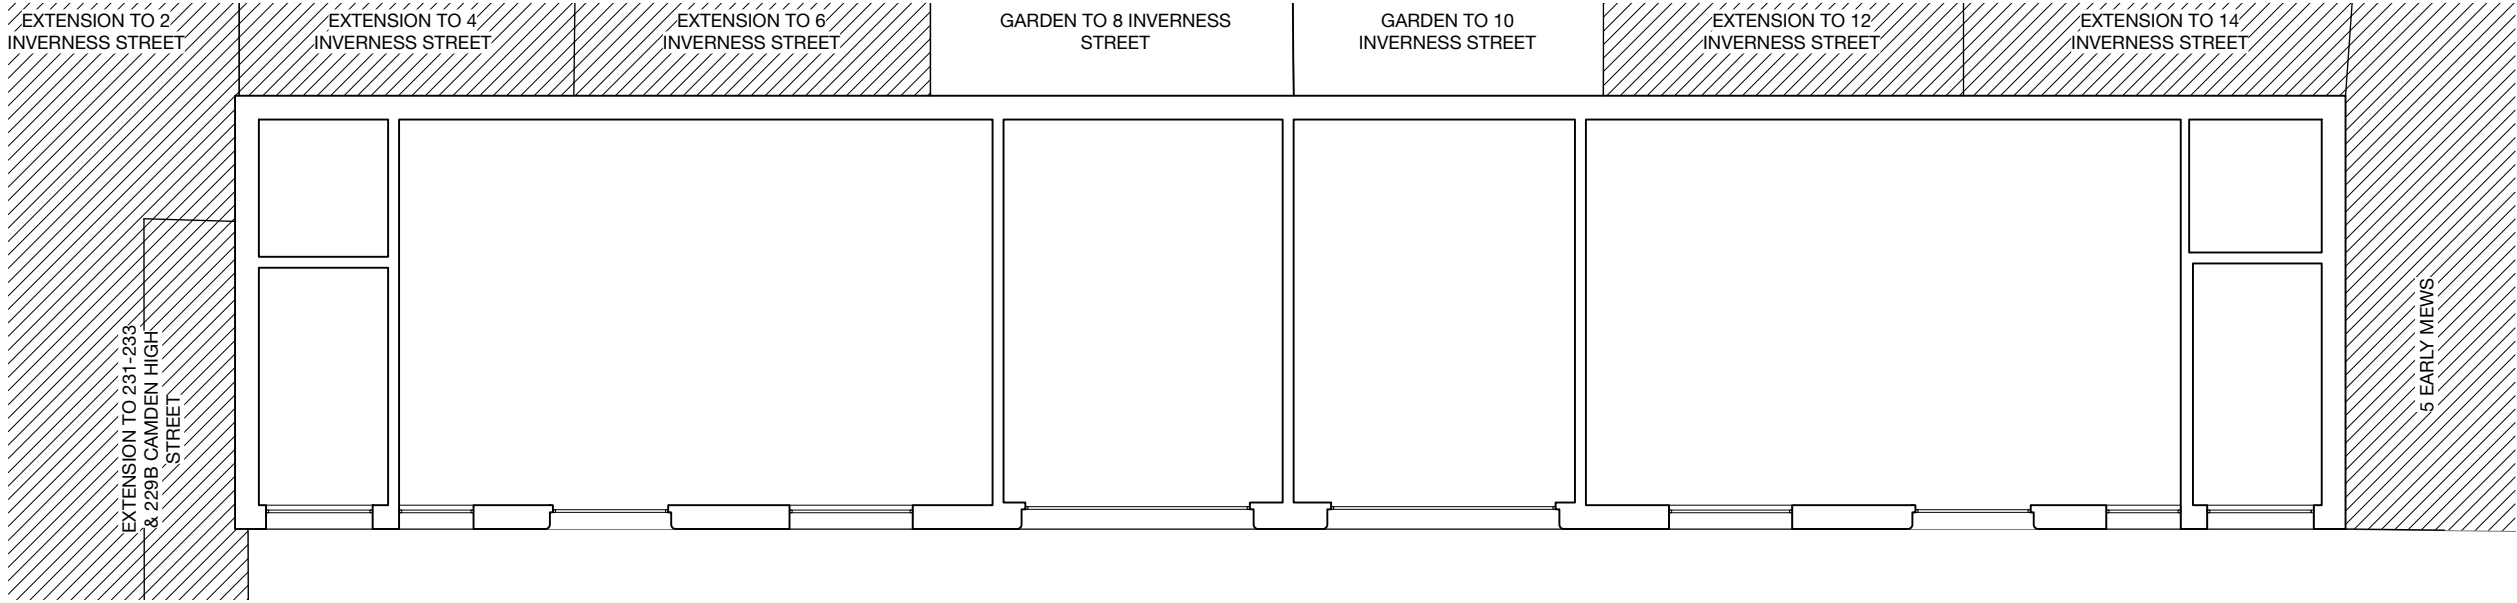 EXTENSION TO 2
INVERNESS STREET
EXTENSION TO 4
INVERNESS STREET
EXTENSION TO 6
INVERNESS STREET
GARDEN TO 8 INVERNESS
STREET
GARDEN TO 10
INVERNESS STREET
EXTENSION TO 12
INVERNESS STREET
EXTENSION TO 14
INVERNESS STREET
EXTENSION TO 231-233
& 229B CAMDEN HIGH
STREET
5 EARLY MEWS